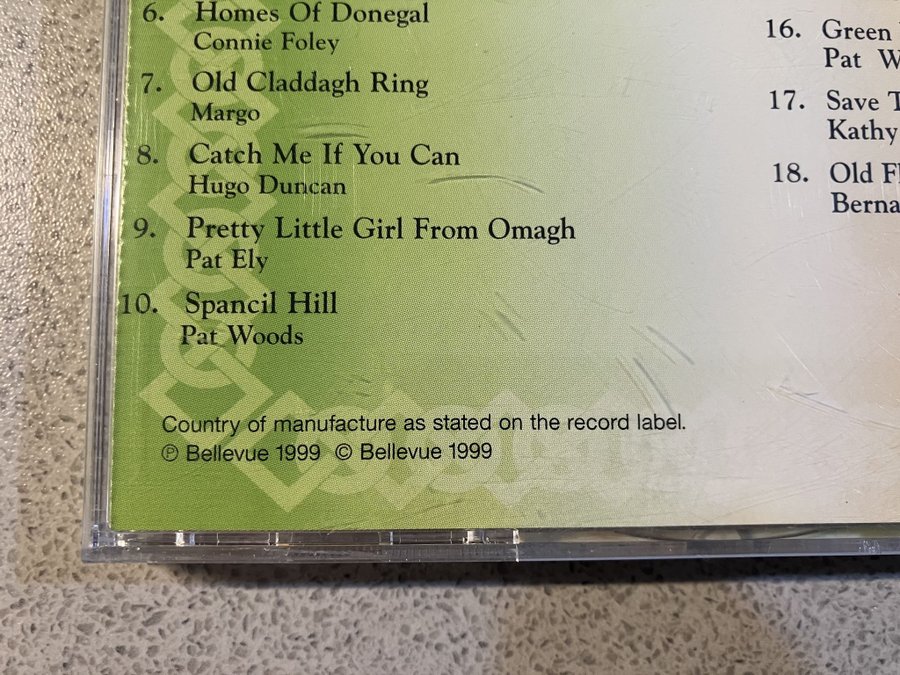 6. Homes Of Donegal
Connie Foley
7. Old Claddagh Ring
Margo
8. Catch Me If You Can
Hugo Duncan
9. Pretty Little Girl From Omagh
Pat Ely
10. Spancil Hill
Pat Woods
16. Green
Pat
17. Save
Kathy
18. Old
Country of manufacture as stated on the record label.
℗ Bellevue 1999 © Bellevue 1999